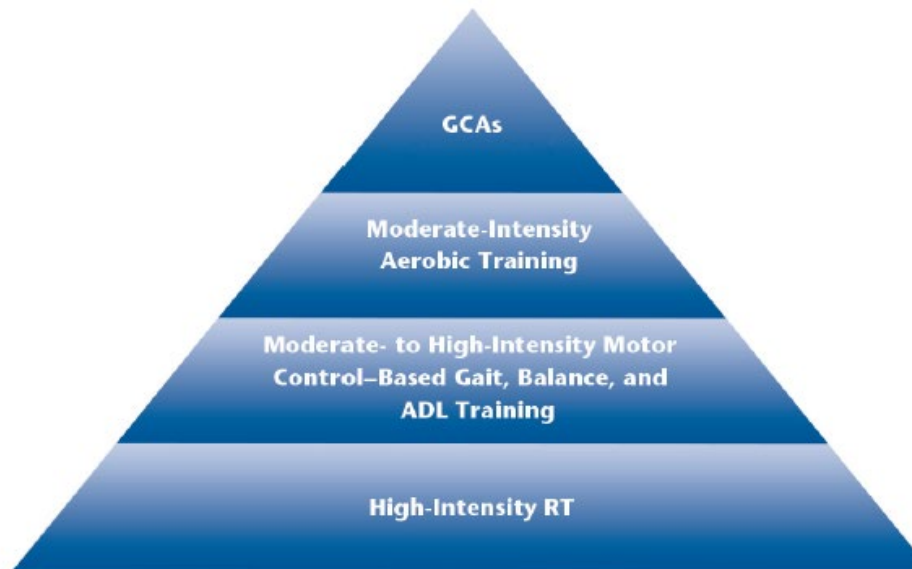 GCAs
Moderate-Intensity
Aerobic Training
Moderate- to High-Intensity Motor
Control–Based Gait, Balance, and
ADL Training
High-Intensity RT